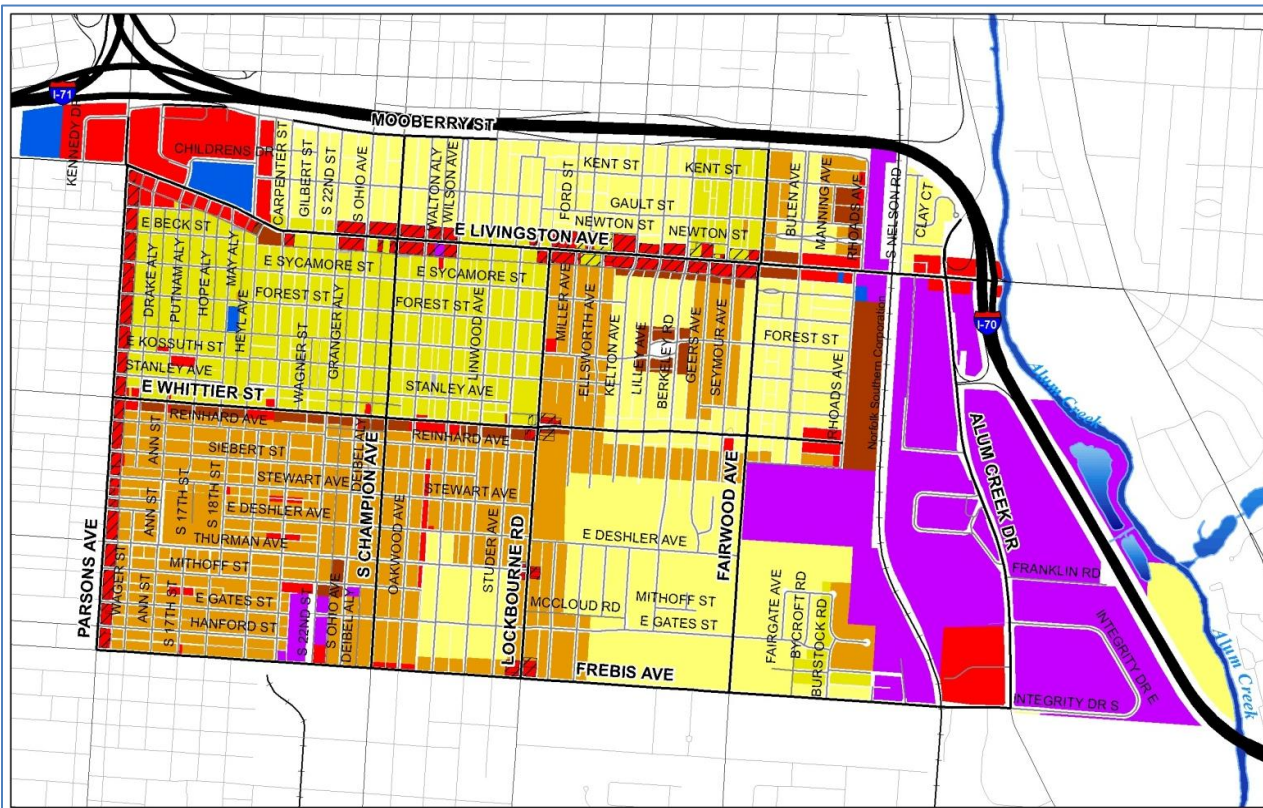 I-71
KENNEDY DR
MOOBERRY ST
CHILDRENS DR
CARPENTER ST
GILBERT ST
S 22ND ST
S OHIO AVE
WALTON ALY
WILSON AVE
FORD ST
KENT ST
KENT ST
GAULT ST
NEWTON ST
NEWTON ST
BULEN AVE
MANNING AVE
RHOADS AVE
S NELSON RD
CLAY CT
E LIVINGSTON AVE
E BECK ST
DRAKE ALY
PUTNAM ALY
HOPE ALY
MAY ALY
HEYL AVE
E SYCAMORE ST
E SYCAMORE ST
FOREST ST
FOREST ST
FOREST ST
WAGNER ST
GRANGER ALY
LINWOOD AVE
MILLER AVE
ELLSWORTH AVE
KELTON AVE
LILLEY AVE
BERKELEY RD
GEERS AVE
SEYMOUR AVE
RHOADS AVE
Norfolk Southern Corporation
I-70
Alum Creek
E KOSSUTH ST
STANLEY AVE
STANLEY AVE
E WHITTIER ST
REINHARD AVE
REINHARD AVE
SIEBERT ST
ANN ST
S 17TH ST
S 18TH ST
STEWART AVE
STEWART AVE
E DESHLER AVE
E DESHLER AVE
THURMAN AVE
DEIBEL ALY
S CHAMPION AVE
OAKWOOD AVE
STUDER AVE
LOCKBOURNE RD
FAIRWOOD AVE
ALUM CREEK DR
PARSONS AVE
WAGER ST
ANN ST
S 17TH ST
MITHOFF ST
MITHOFF ST
E GATES ST
E GATES ST
HANFORD ST
S 22ND ST
S OHIO AVE
DEIBEL ALY
MCCLOUD RD
FREBIS AVE
FAIRGATE AVE
BYCROFT RD
BURSTOCK RD
FRANKLIN RD
INTEGRITY DR E
INTEGRITY DR S
Alum Creek